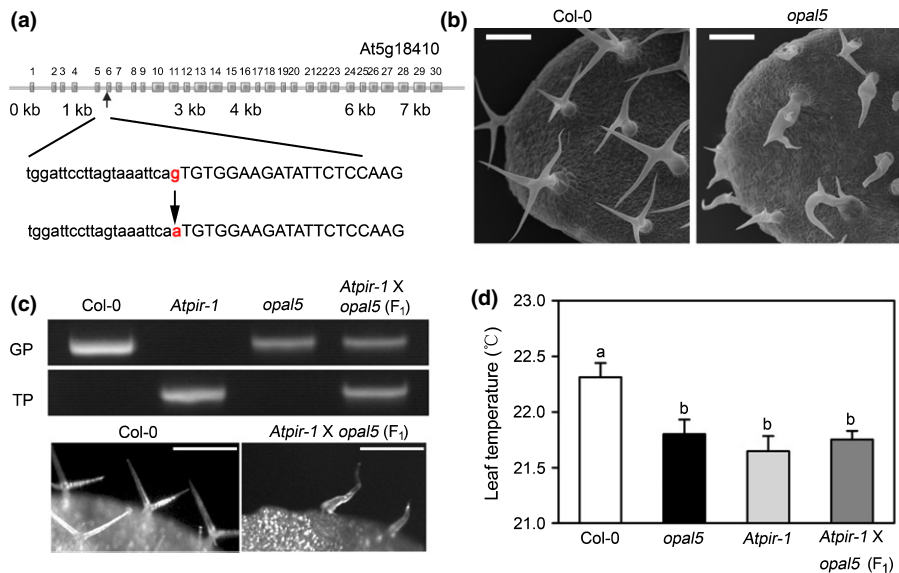 (a)
At5g18410
1 2 3 4 5 6 7 8 9 10 11 12 13 14 15 16 17 18 19 20 21 22 23 24 25 26 27 28 29 30
0 kb 1 kb 3 kb 4 kb 6 kb 7 kb
tggattccttagtaaattcagTGTGGAAGATATTCTCCAAG
tggattccttagtaaattcaaTGTGGAAGATATTCTCCAAG
(b)
Col-0 opal5
(c)
Col-0 Atpir-1 opal5 Atpir-1 X
opal5 (F1)
GP
TP
Col-0 Atpir-1 X opal5 (F1)
(d)
Leaf temperature (℃)
23.0
22.5
22.0
21.5
21.0
a
b
b
b
Col-0 opal5 Atpir-1 Atpir-1 X
opal5 (F1)